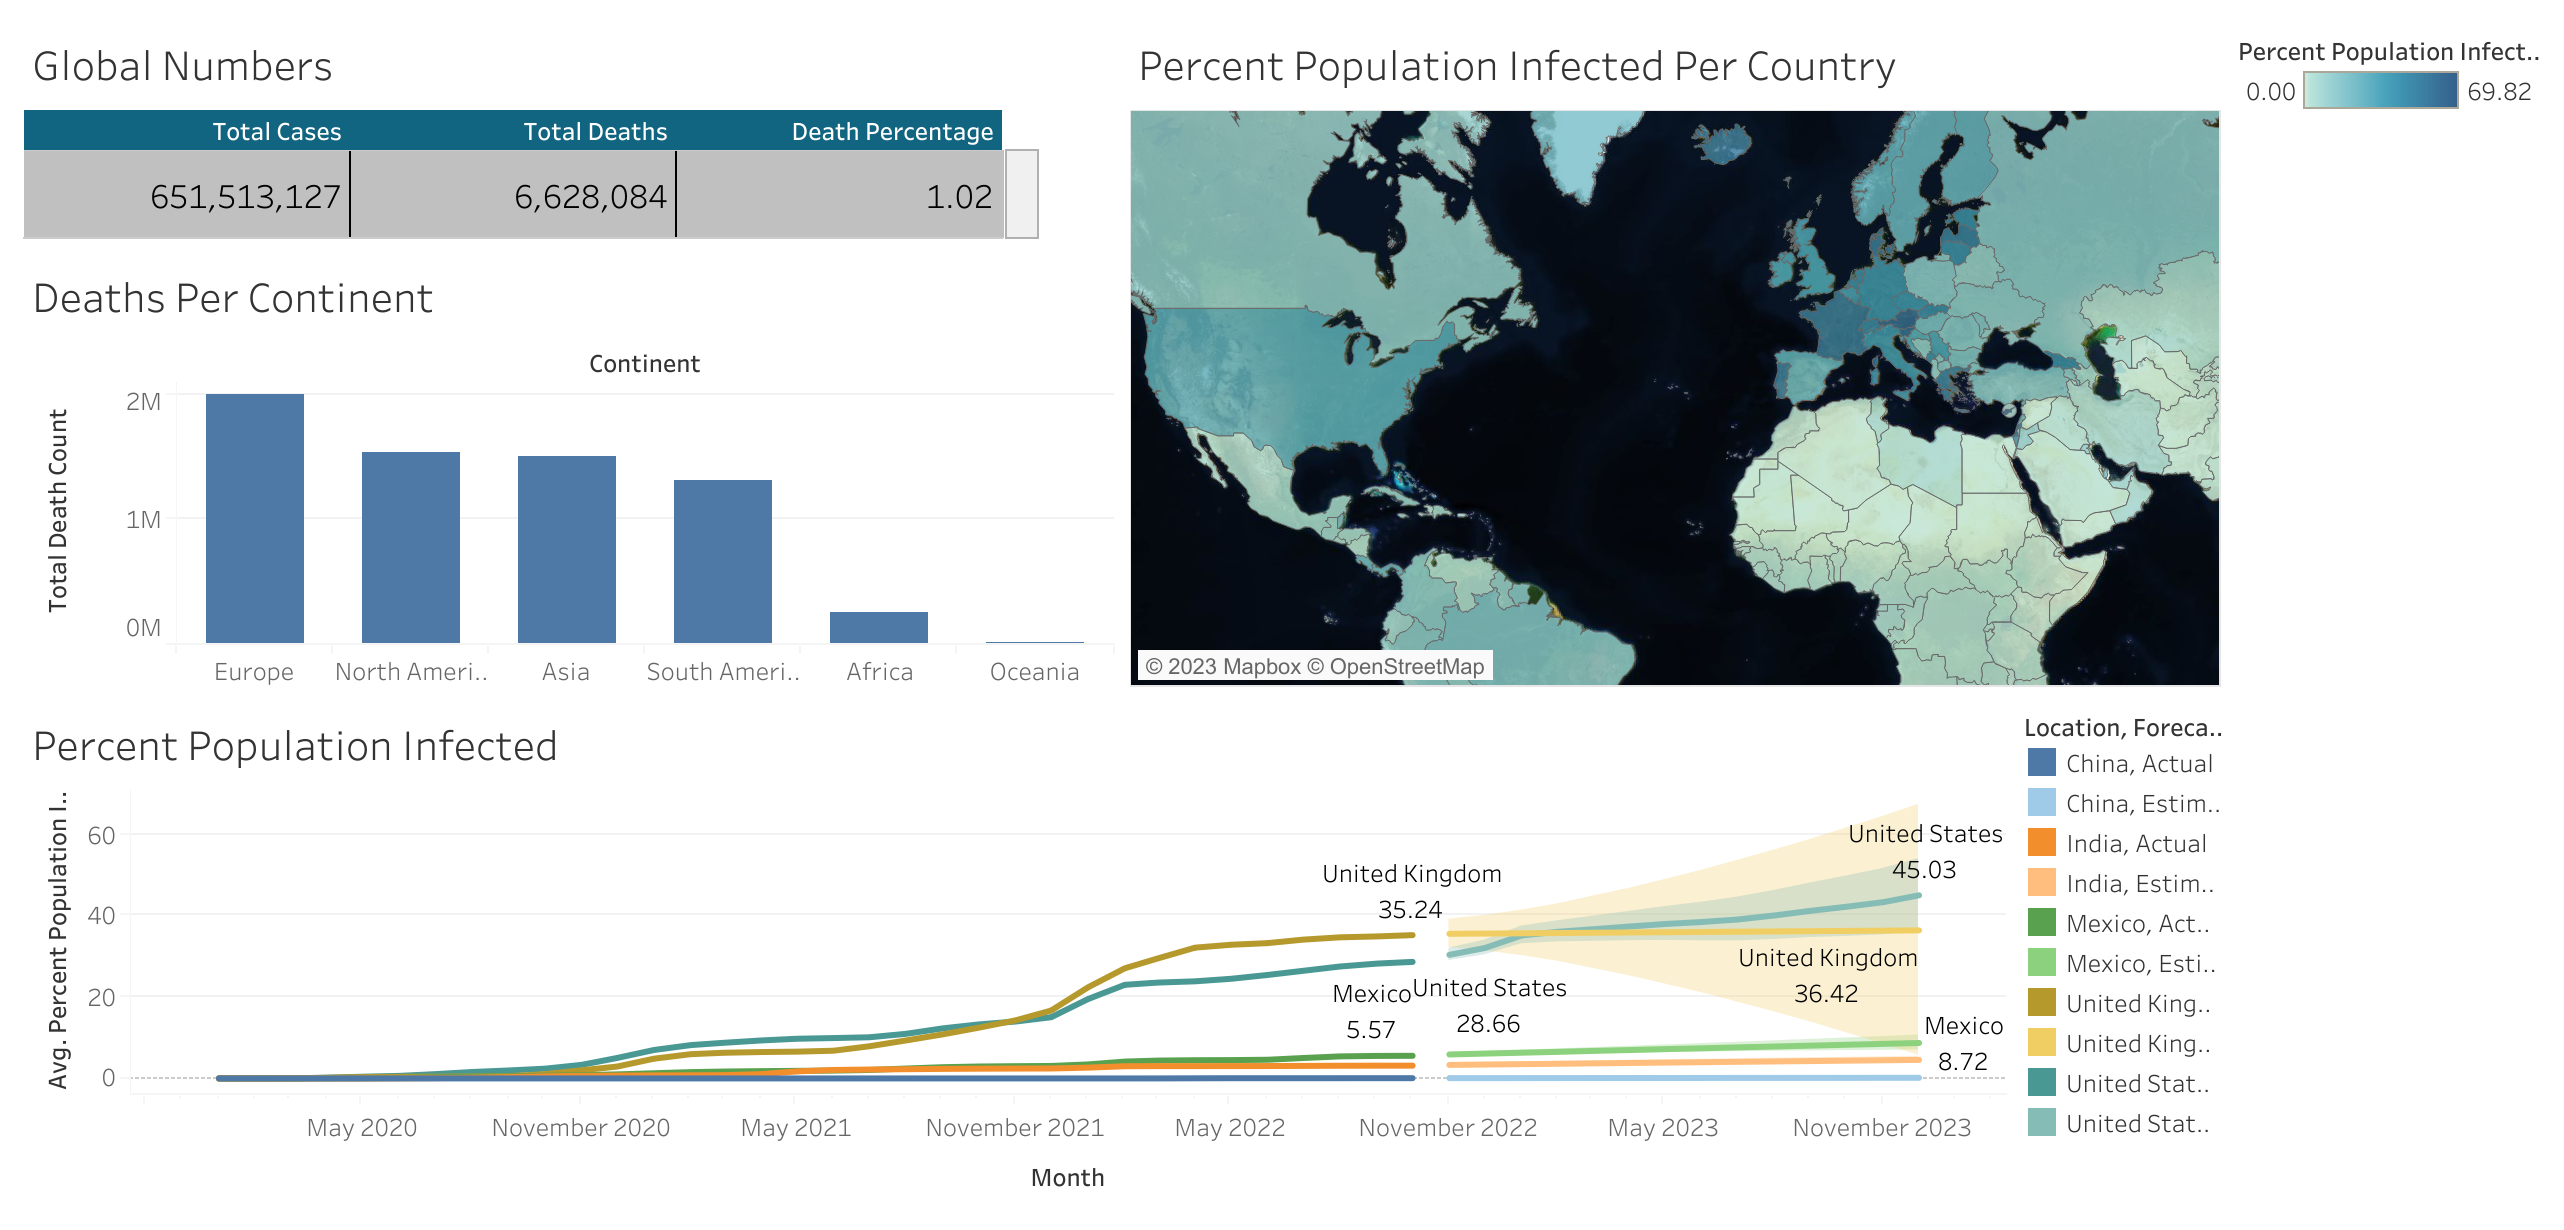 Global Numbers
Total Cases Total Deaths Death Percentage
651,513,127 6,628,084 1.02
Deaths Per Continent
Continent
Total Death Count
2M
1M
0M
Europe North Ameri.. Asia South Ameri.. Africa Oceania
Percent Population Infected Per Country
© 2023 Mapbox © OpenStreetMap
Percent Population Infect..
0.00 69.82
Percent Population Infected
Avg. Percent Population I..
60
40
20
0
United Kingdom
35.24
Mexico
5.57
United States
28.66
United States
45.03
United Kingdom
36.42
Mexico
8.72
May 2020 November 2020 May 2021 November 2021 May 2022 November 2022 May 2023 November 2023
Month
Location, Foreca..
China, Actual
China, Estim..
India, Actual
India, Estim..
Mexico, Act..
Mexico, Esti..
United King..
United King..
United Stat..
United Stat..